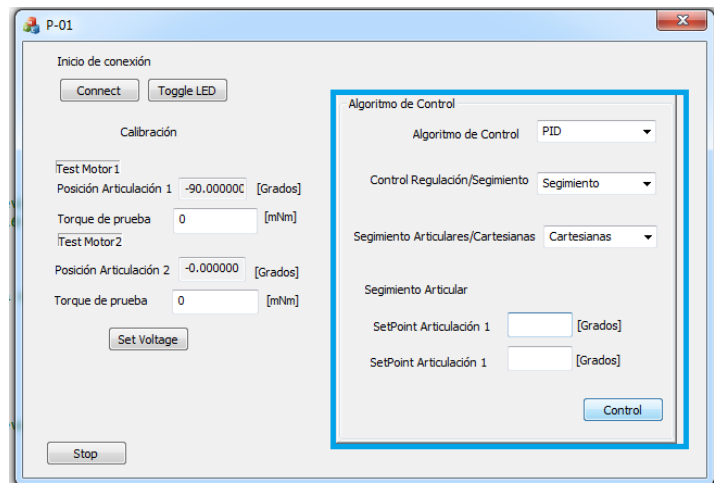 P-01
Inicio de conexión
Connect Toggle LED
Calibración
Test Motor1
Posición Articulación 1 -90.000000 [Grados]
Torque de prueba 0 [mNm]
Test Motor2
Posición Articulación 2 -0.000000 [Grados]
Torque de prueba 0 [mNm]
Set Voltage
Stop
Algoritmo de Control
Algoritmo de Control PID
Control Regulación/Segimiento Segimiento
Segimiento Articulares/Cartesianas Cartesianas
Segimiento Articular
SetPoint Articulación 1 [Grados]
SetPoint Articulación 1 [Grados]
Control